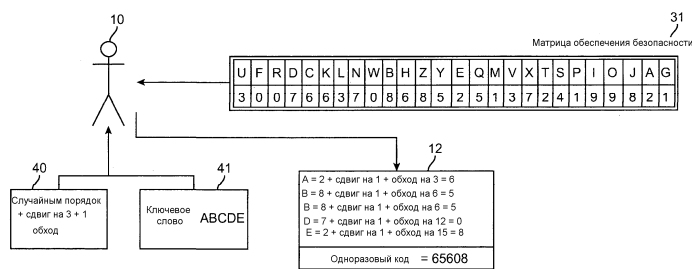 10
31
Матрица обеспечения безопасности
U F R D C K L N W B H Z Y E Q M V X T S P I O J A G
3 0 0 7 6 6 3 7 0 8 6 8 5 2 5 1 3 7 2 4 1 9 9 8 2 1
40
Случайным порядок
+ сдвиг на 3 + 1
обход
41
Ключевое
слово
ABCDE
12
A = 2 + сдвиг на 1 + обход на 3 = 6
B = 8 + сдвиг на 1 + обход на 6 = 5
B = 8 + сдвиг на 1 + обход на 6 = 5
D = 7 + сдвиг на 1 + обход на 12 = 0
E = 2 + сдвиг на 1 + обход на 15 = 8
Одноразовый код = 65608